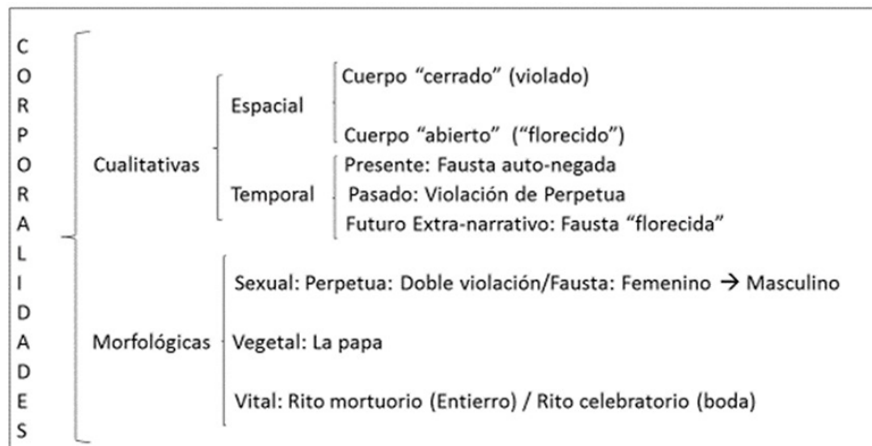 CORPORALIDADES
Cualitativas
Espacial
Cuerpo “cerrado” (violado)
Cuerpo “abierto” (“florecido”)
Temporal
Presente: Fausta auto-negada
Pasado: Violación de Perpetua
Futuro Extra-narrativo: Fausta “florecida”
Morfológicas
Sexual: Perpetua: Doble violación/Fausta: Femenino → Masculino
Vegetal: La papa
Vital: Rito mortuorio (Entierro) / Rito celebratorio (boda)